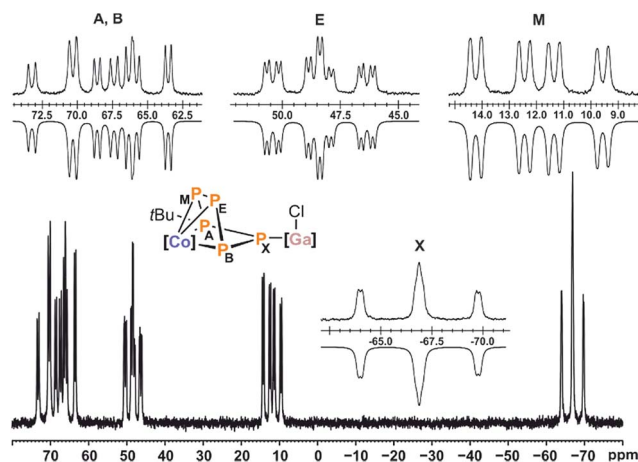 A, B E M
72.5 70.0 67.5 65.0 62.5 50.0 47.5 45.0 14.0 13.0 12.0 11.0 10.0 9.0
M P P E Cl
tBu P A P X [Ga]
[Co] P B
X
-65.0 -67.5 -70.0
70 60 50 40 30 20 10 0 −10 −20 −30 −40 −50 −60 −70 ppm